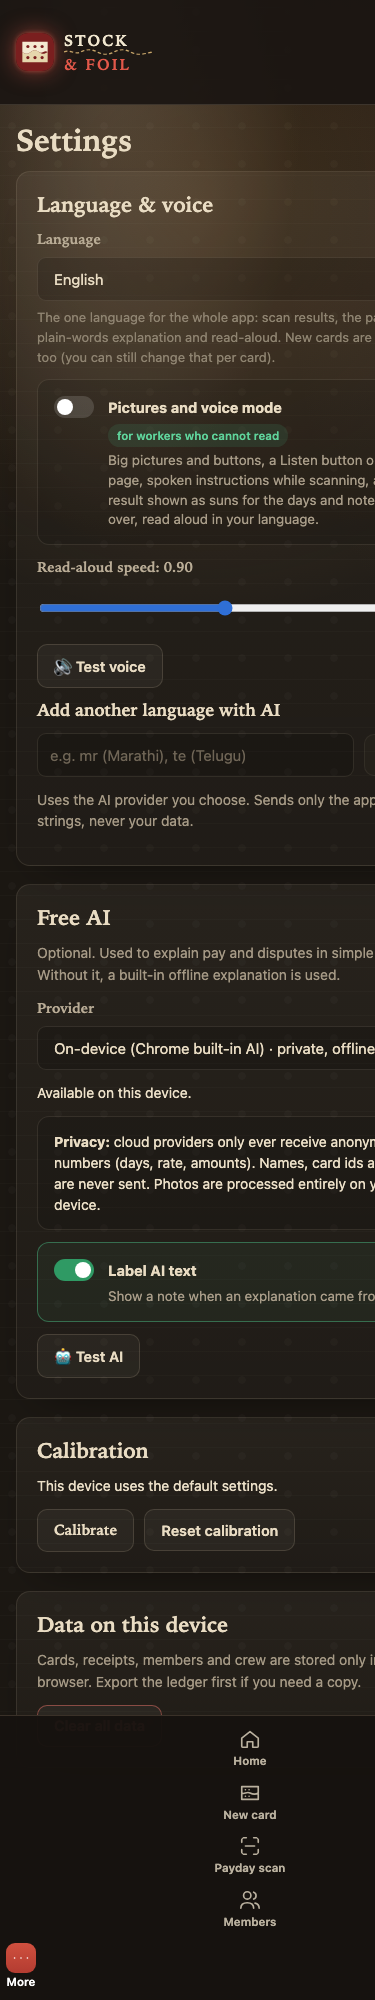 STOCK
& FOIL
Settings
Language & voice
Language
English
The one language for the whole app: scan results, the
plain-words explanation and read-aloud. New cards are
too (you can still change that per card).
Pictures and voice mode
for workers who cannot read
Big pictures and buttons, a Listen button
page, spoken instructions while scanning,
result shown as suns for the days and
over, read aloud in your language.
Read-aloud speed: 0.90
Test voice
Add another language with AI
e.g. mr (Marathi), te (Telugu)
Uses the AI provider you choose. Sends only the app
strings, never your data.
Free AI
Optional. Used to explain pay and disputes in simple
Without it, a built-in offline explanation is used.
Provider
On-device (Chrome built-in AI) · private, offline
Available on this device.
Privacy: cloud providers only ever receive
numbers (days, rate, amounts). Names, card ids
are never sent. Photos are processed entirely on
device.
Label AI text
Show a note when an explanation came
Test AI
Calibration
This device uses the default settings.
Calibrate
Reset calibration
Data on this device
Cards, receipts, members and crew are stored only
browser. Export the ledger first if you need a copy.
Clear all data
Home
New card
Payday scan
Members
More